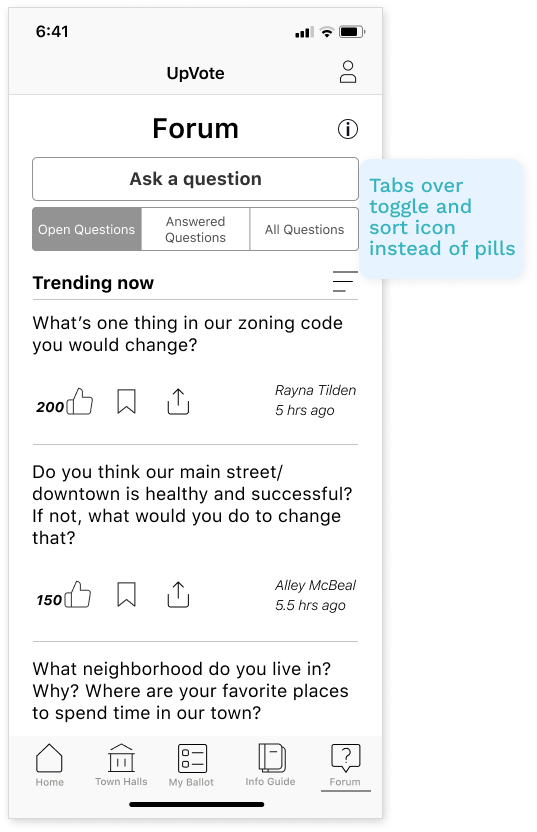 6:41
UpVote
Forum
Ask a question
Tabs over
toggle and
sort icon
instead of pills
Open Questions
Answered
Questions
All Questions
Trending now
What's one thing in our zoning code
you would change?
200
Rayna Tilden
5 hrs ago
Do you think our main street/
downtown is healthy and successful?
If not, what would you do to change
that?
150
Alley McBeal
5.5 hrs ago
What neighborhood do you live in?
Why? Where are your favorite places
to spend time in our town?
Home
Town Halls
My Ballot
Info Guide
Forum